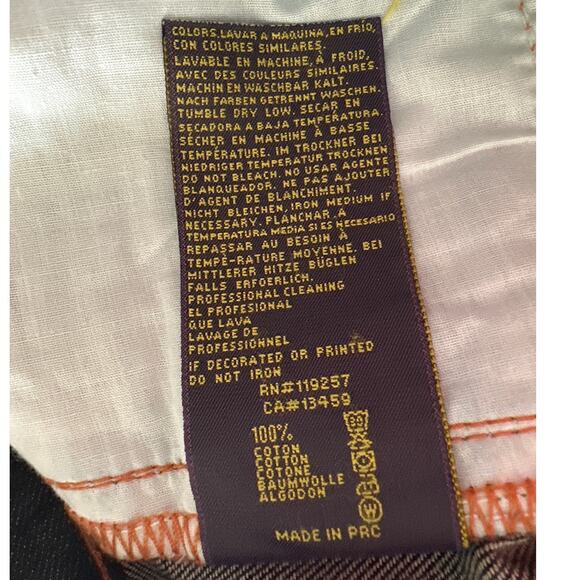 COLORS. LAVAR A MAQUINA, EN FRÍO,
CON COLORES SIMILARES.
LAVABLE EN MACHINE, À FROID,
AVEC DES COULEURS SIMILAIRES.
MACHIN EN WASCHBAR KALT.
NACH FARBEN GETRENNT WASCHEN.
TUMBLE DRY LOW. SECAR EN
SECADORA A BAJA TEMPERATURA.
SÉCHER EN MACHINE À BASSE
TEMPÉRATURE. IM TROCKNER BEI
NIEDRIGER TEMPERATUR TROCKNEN
DO NOT BLEACH. NO USAR AGENTE
BLANQUEADOR. NE PAS AJOUTER
D'AGENT DE BLANCHIMENT.
NICHT BLEICHEN. IRON MEDIUM IF
NECESSARY. PLANCHAR A
TEMPERATURA MEDIA SI ES NECESARIO
REPASSAR AU BESOIN À
TEMPÉ-RATURE MOYENNE. BEI
MITTLERER HITZE BÜGLEN
FALLS ERFOERLICH.
PROFESSIONAL CLEANING
EL PROFESIONAL
QUE LAVA
LAVAGE DE
PROFESSIONNEL
IF DECORATED OR PRINTED
DO NOT IRON
RN#119257
CA#13459
100%
COTON
COTTON
COTONE
BAUMWOLLE
ALGODON
30
W
MADE IN PRC